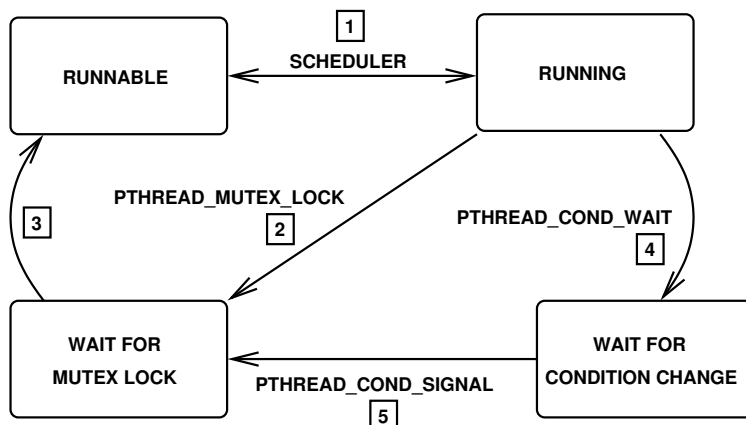 1
SCHEDULER
RUNNABLE
RUNNING
PTHREAD_MUTEX_LOCK
2
3
PTHREAD_COND_WAIT
4
WAIT FOR
MUTEX LOCK
WAIT FOR
CONDITION CHANGE
PTHREAD_COND_SIGNAL
5